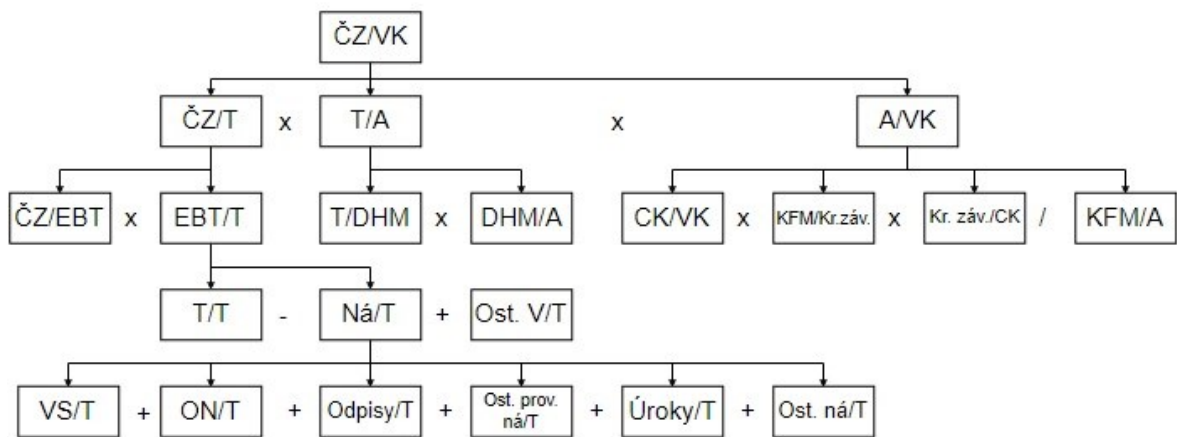 ČZ/VK
ČZ/T x T/A x A/VK
ČZ/EBT x EBT/T T/DHM x DHM/A CK/VK x KFM/Kr.záv. x Kr. záv./CK / KFM/A
T/T - Ná/T + Ost. V/T
VS/T + ON/T + Odpisy/T + Ost. prov. ná/T + Úroky/T + Ost. ná/T